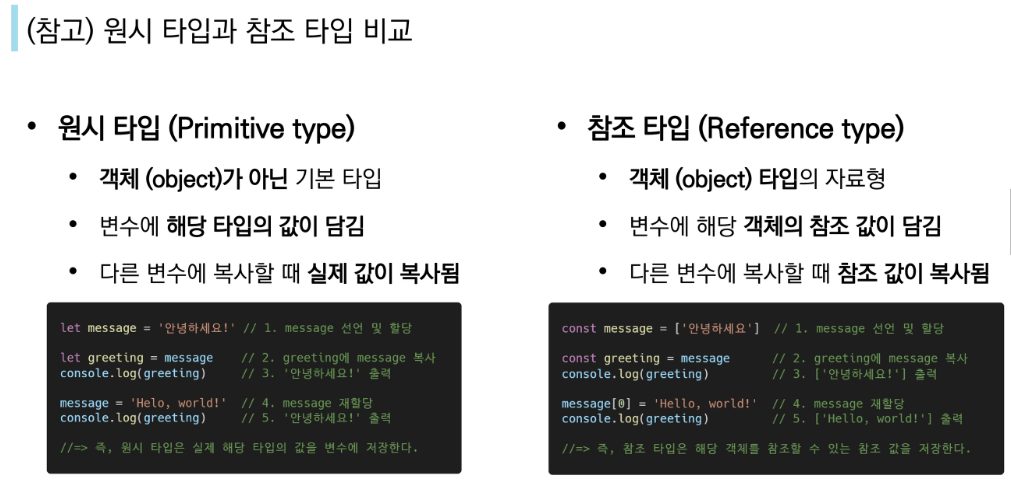 (참고) 원시 타입과 참조 타입 비교
• 원시 타입 (Primitive type)
• 객체 (object)가 아닌 기본 타입
• 변수에 해당 타입의 값이 담김
• 다른 변수에 복사할 때 실제 값이 복사됨
let message = '안녕하세요!' // 1. message 선언 및 할당
let greeting = message // 2. greeting에 message 복사
console.log(greeting) // 3. '안녕하세요!' 출력
message = 'Helo, world!' // 4. message 재할당
console.log(greeting) // 5. '안녕하세요!' 출력
//=> 즉, 원시 타입은 실제 해당 타입의 값을 변수에 저장한다.
• 참조 타입 (Reference type)
• 객체 (object) 타입의 자료형
• 변수에 해당 객체의 참조 값이 담김
• 다른 변수에 복사할 때 참조 값이 복사됨
const message = ['안녕하세요'] // 1. message 선언 및 할당
const greeting = message // 2. greeting에 message 복사
console.log(greeting) // 3. ['안녕하세요!'] 출력
message[0] = 'Hello, world!' // 4. message 재할당
console.log(greeting) // 5. ['Hello, world!'] 출력
//=> 즉, 참조 타입은 해당 객체를 참조할 수 있는 참조 값을 저장한다.